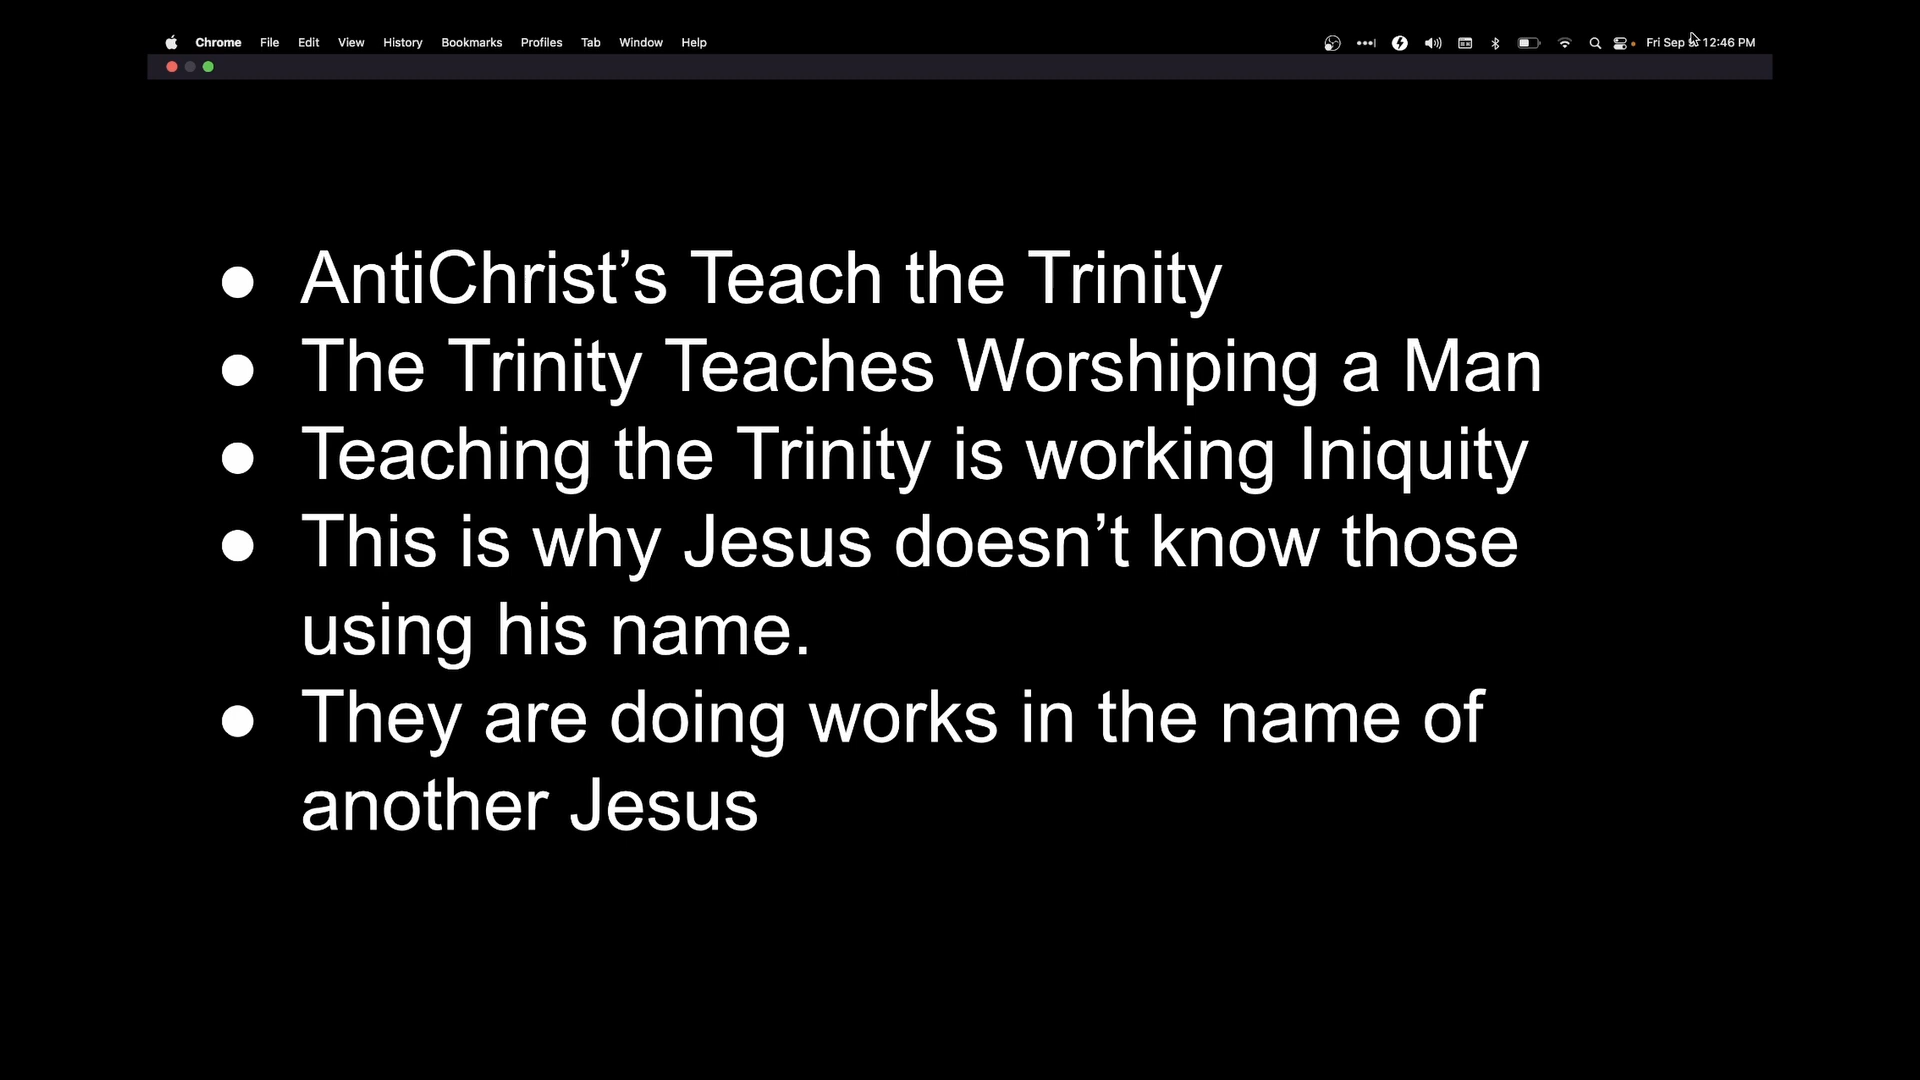 Chrome File Edit View History Bookmarks Profiles Tab Window Help Fri Sep 12:46 PM
● AntiChrist’s Teach the Trinity
● The Trinity Teaches Worshiping a Man
● Teaching the Trinity is working Iniquity
● This is why Jesus doesn’t know those
using his name.
● They are doing works in the name of
another Jesus